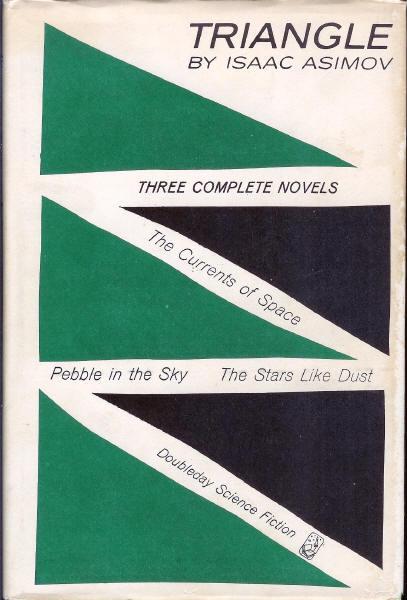 TRIANGLE
BY ISAAC ASIMOV
THREE COMPLETE NOVELS
The Currents of Space
Pebble in the Sky
The Stars Like Dust
Doubleday Science Fiction